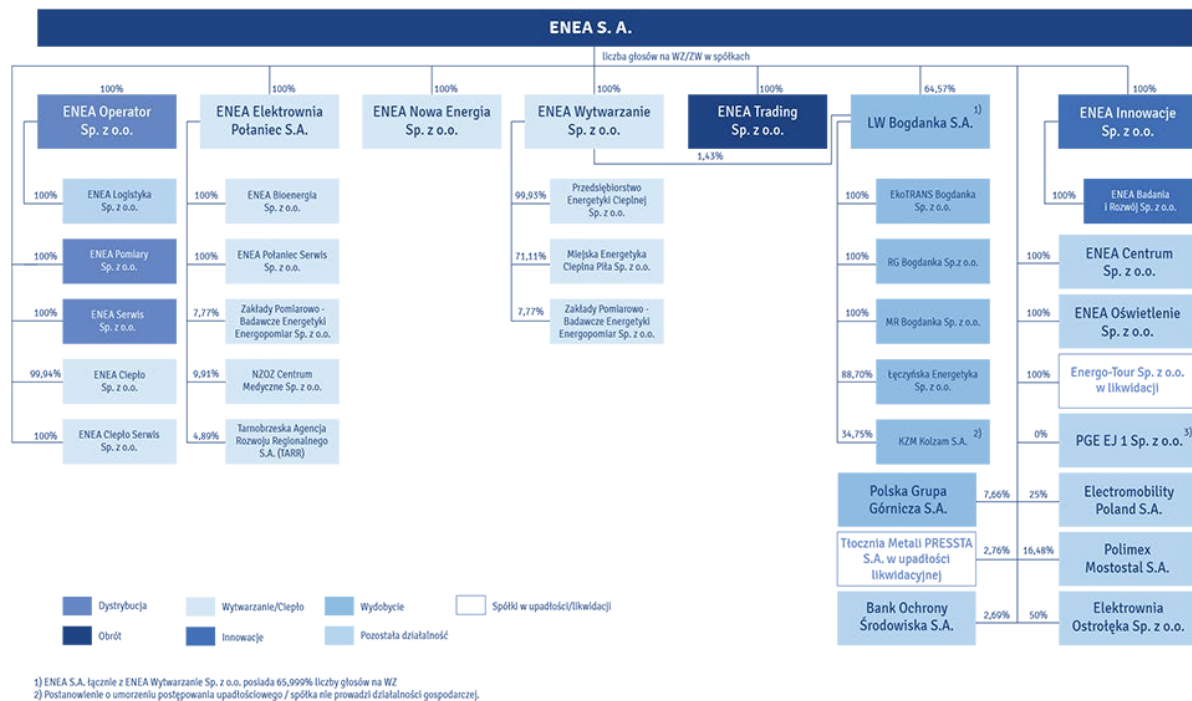 ENEA S. A.
liczba głosów na WZ/ZW w spółkach
100%
ENEA Operator
Sp. z o.o.
100%
ENEA Elektrownia
Połaniec S.A.
100%
ENEA Nowa Energia
Sp. z o.o.
100%
ENEA Wytwarzanie
Sp. z o.o.
100%
ENEA Trading
Sp. z o.o.
64,57%
LW Bogdanka S.A. 1)
100%
ENEA Innowacje
Sp. z o.o.
1,43%
100%
ENEA Logistyka
Sp. z o.o.
100%
ENEA Pomiary
Sp. z o.o.
100%
ENEA Serwis
Sp. z o.o.
99,94%
ENEA Ciepło
Sp. z o.o.
100%
ENEA Ciepło Serwis
Sp. z o.o.
100%
ENEA Bioenergia
Sp. z o.o.
100%
ENEA Połaniec Serwis
Sp. z o.o.
7,77%
Zakłady Pomiarowo -
Badawcze Energetyki
Energopomiar Sp. z o.o.
9,91%
NZOZ Centrum
Medyczne Sp. z o.o.
4,89%
Tarnobrzeska Agencja
Rozwoju Regionalnego
S.A. (TARR)
99,93%
Przedsiębiorstwo
Energetyki Cieplnej
Sp. z o.o.
71,11%
Miejska Energetyka
Cieplna Piła Sp. z o.o.
7,77%
Zakłady Pomiarowo -
Badawcze Energetyki
Energopomiar Sp. z o.o.
100%
EkoTRANS Bogdanka
Sp. z o.o.
100%
RG Bogdanka Sp.z o.o.
100%
MR Bogdanka Sp. z o.o.
88,70%
Łęczyńska Energetyka
Sp. z o.o.
34,75%
KZM Kolzam S.A. 2)
100%
ENEA Badania
i Rozwój Sp. z o.o.
100%
ENEA Centrum
Sp. z o.o.
100%
ENEA Oświetlenie
Sp. z o.o.
100%
Energo-Tour Sp. z o.o.
w likwidacji
0%
PGE EJ 1 Sp. z o.o. 3)
Polska Grupa
Górnicza S.A.
7,66%
25%
Electromobility
Poland S.A.
Tłocznia Metali PRESSTA
S.A. w upadłości
likwidacyjnej
2,76%
16,48%
Polimex
Mostostal S.A.
Bank Ochrony
Środowiska S.A.
2,69%
50%
Elektrownia
Ostrołęka Sp. z o.o.
Dystrybucja
Wytwarzanie/Ciepło
Wydobycie
Spółki w upadłości/likwidacji
Obrót
Innowacje
Pozostała działalność
1) ENEA S.A. łącznie z ENEA Wytwarzanie Sp. z o.o. posiada 65,999% liczby głosów na WZ
2) Postanowienie o umorzeniu postępowania upadłościowego / spółka nie prowadzi działalności gospodarczej.